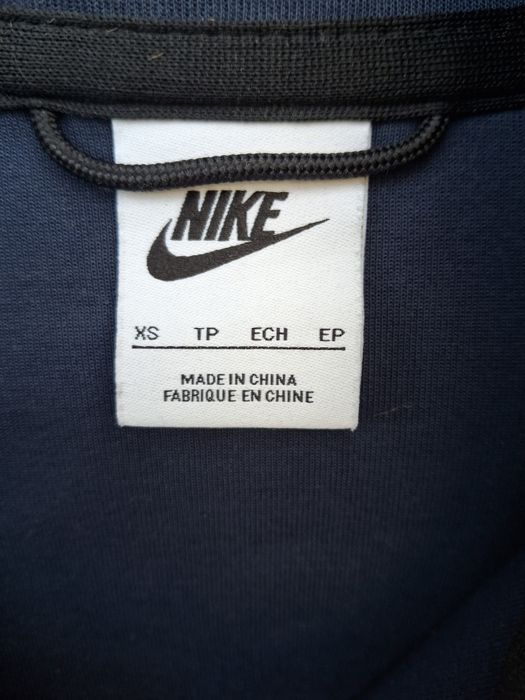 NIKE
XS TP ECH EP
MADE IN CHINA
FABRIQUE EN CHINE